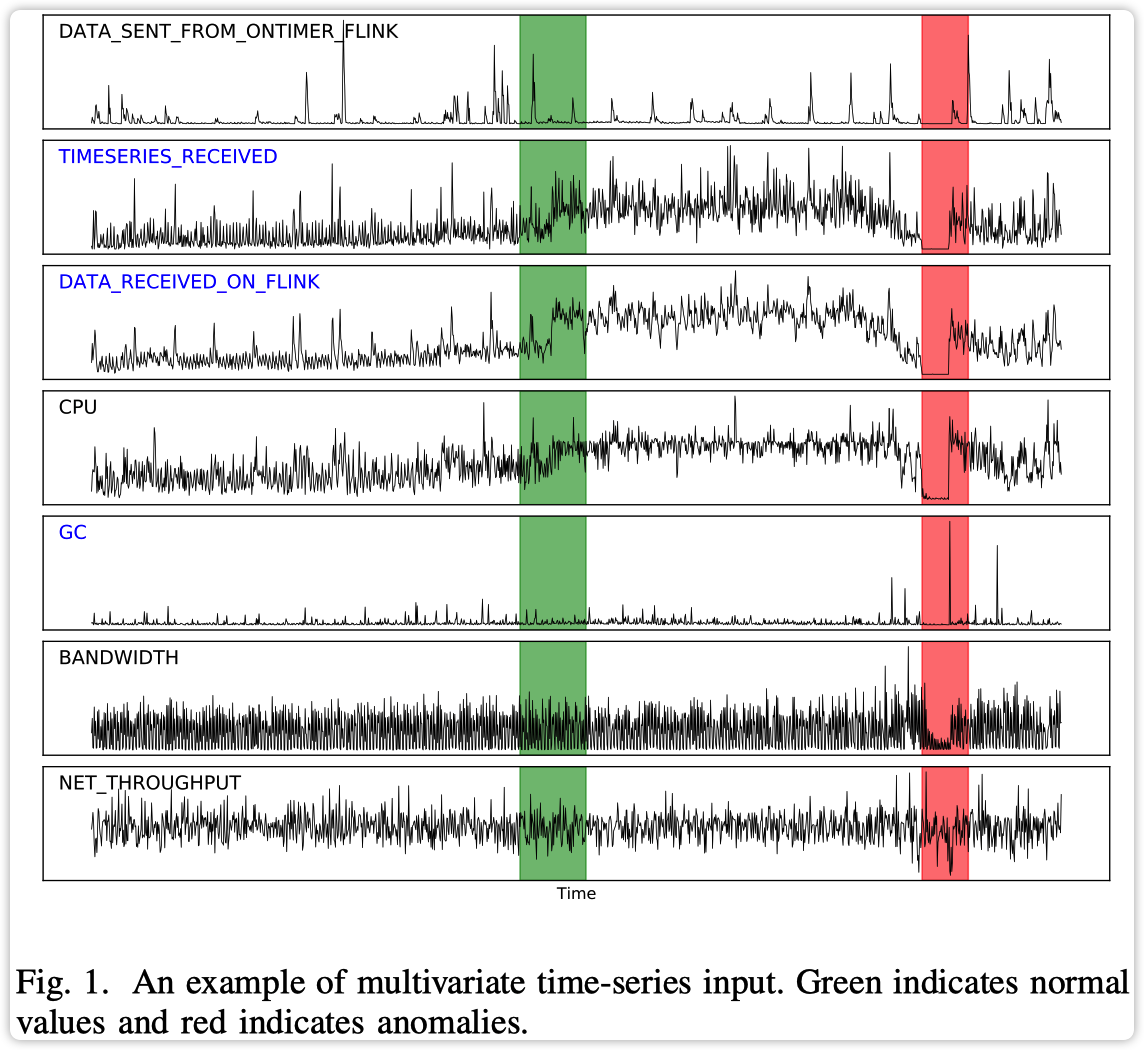 DATA_SENT_FROM_ONTIMER_FLINK
TIMESERIES_RECEIVED
DATA_RECEIVED_ON_FLINK
CPU
GC
BANDWIDTH
NET_THROUGHPUT
Time
Fig. 1. An example of multivariate time-series input. Green indicates normal
values and red indicates anomalies.